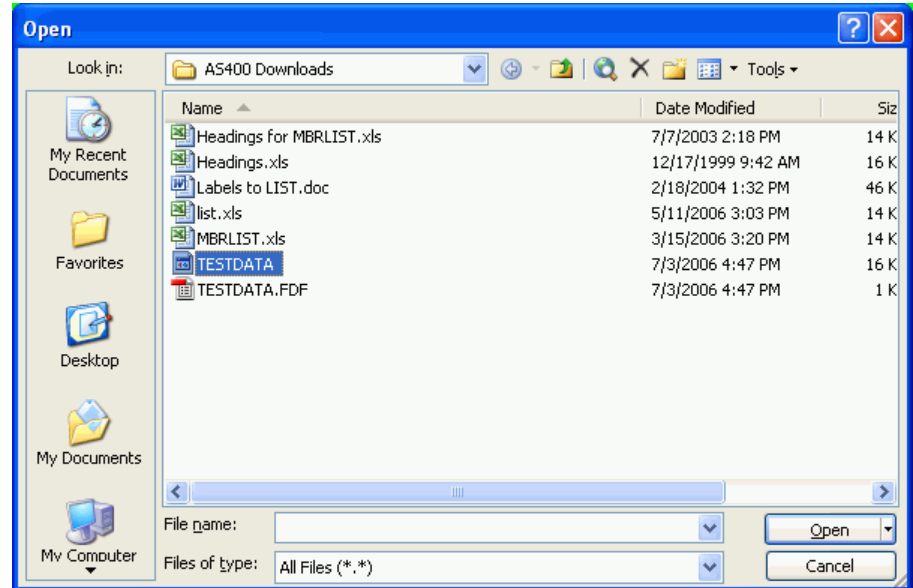 Open
Look in:
AS400 Downloads
Tools
Name
Date Modified
Siz
Headings for MBRLIST.xls
7/7/2003 2:18 PM
14 K
Headings.xls
12/17/1999 9:42 AM
16 K
Labels to LIST.doc
2/18/2004 1:32 PM
46 K
list.xls
5/11/2006 3:03 PM
14 K
MBRLIST.xls
3/15/2006 3:20 PM
14 K
TESTDATA
7/3/2006 4:47 PM
16 K
TESTDATA.FDF
7/3/2006 4:47 PM
1 K
My Recent
Documents
Favorites
Desktop
My Documents
My Computer
File name:
Open
Files of type:
All Files (*.*)
Cancel